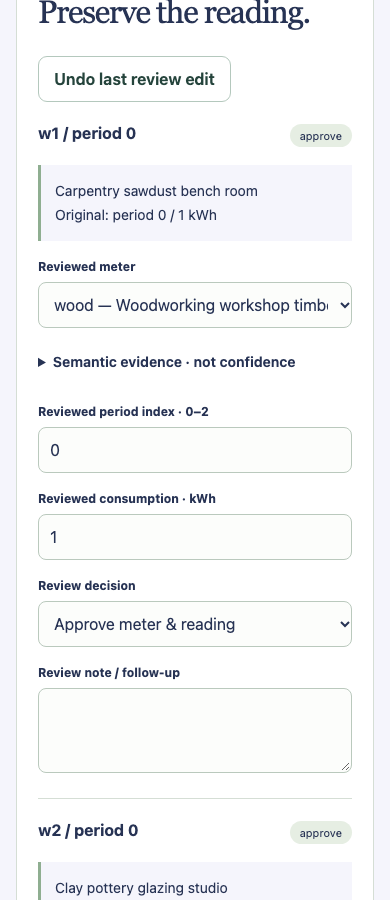 Preserve the reading.
Undo last review edit
w1 / period 0
approve
Carpentry sawdust bench room
Original: period 0 / 1 kWh
Reviewed meter
wood — Woodworking workshop timb
Semantic evidence · not confidence
Reviewed period index · 0–2
0
Reviewed consumption · kWh
1
Review decision
Approve meter & reading
Review note / follow-up
w2 / period 0
approve
Clay pottery glazing studio